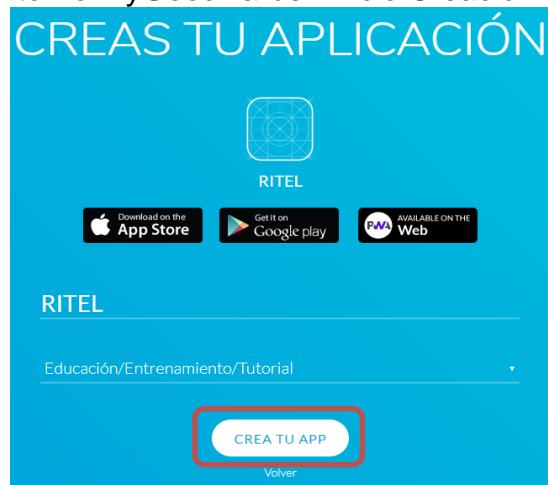 CREAS TU APLICACIÓN
RITEL
Download on the
App Store
Get it on
Google play
PWA
AVAILABLE ON THE
Web
RITEL
Educación/Entrenamiento/Tutorial
CREA TU APP
Volver